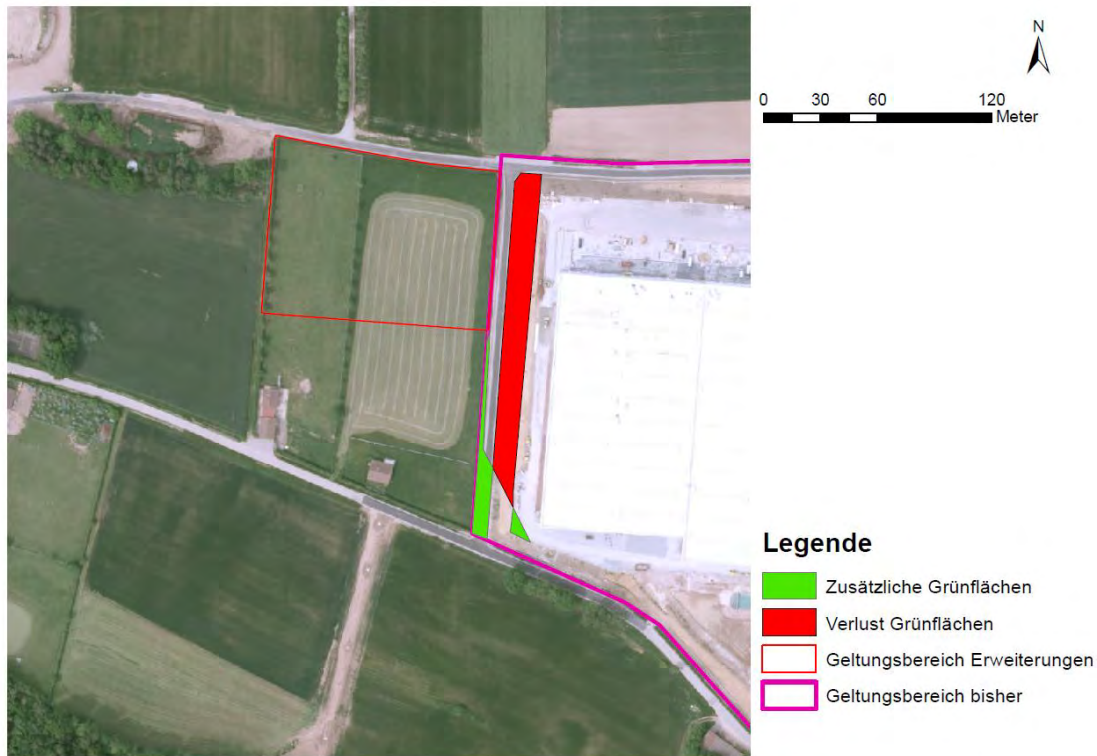 N
0 30 60 120
Meter
Legende
Zusätzliche Grünflächen
Verlust Grünflächen
Geltungsbereich Erweiterungen
Geltungsbereich bisher